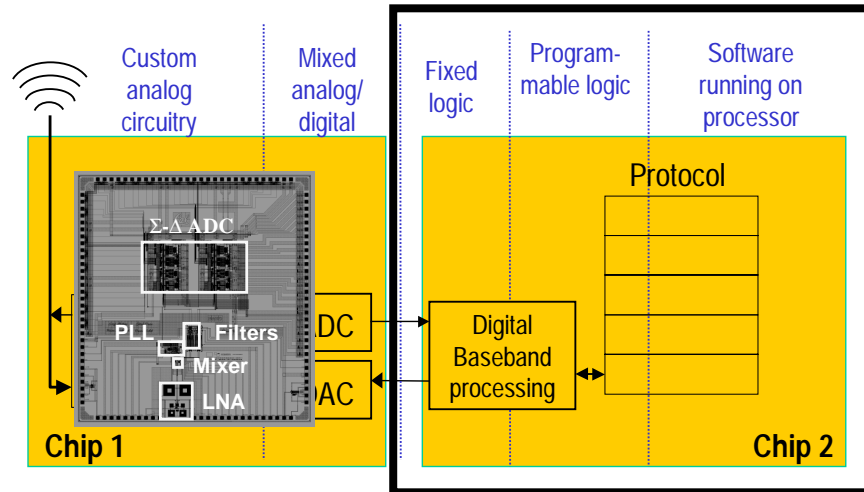 Custom
analog
circuitry
Mixed
analog/
digital
Fixed
logic
Program-
mable logic
Software
running on
processor
Σ-Δ ADC
PLL
Filters
Mixer
LNA
ADC
DAC
Chip 1
Digital
Baseband
processing
Protocol
Chip 2